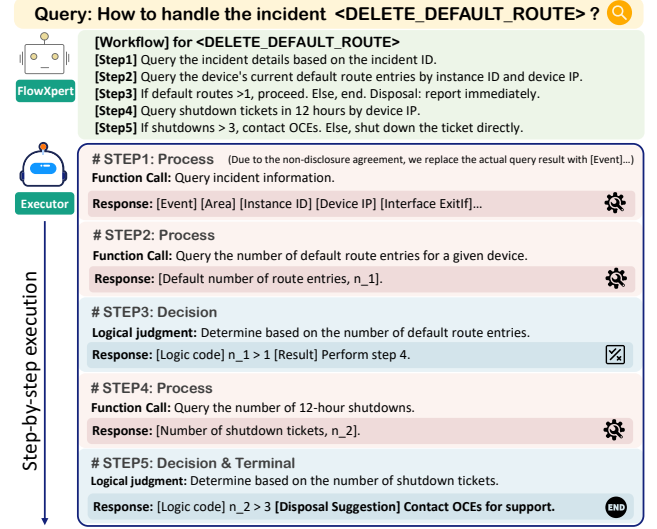 Query: How to handle the incident <DELETE_DEFAULT_ROUTE> ?
[Workflow] for <DELETE_DEFAULT_ROUTE>
[Step1] Query the incident details based on the incident ID.
[Step2] Query the device's current default route entries by instance ID and device IP.
[Step3] If default routes >1, proceed. Else, end. Disposal: report immediately.
[Step4] Query shutdown tickets in 12 hours by device IP.
[Step5] If shutdowns > 3, contact OCEs. Else, shut down the ticket directly.
FlowXpert
Executor
Step-by-step execution
# STEP1: Process (Due to the non-disclosure agreement, we replace the actual query result with [Event]...)
Function Call: Query incident information.
Response: [Event] [Area] [Instance ID] [Device IP] [Interface ExitIf]...
# STEP2: Process
Function Call: Query the number of default route entries for a given device.
Response: [Default number of route entries, n_1].
# STEP3: Decision
Logical judgment: Determine based on the number of default route entries.
Response: [Logic code] n_1 > 1 [Result] Perform step 4.
# STEP4: Process
Function Call: Query the number of 12-hour shutdowns.
Response: [Number of shutdown tickets, n_2].
# STEP5: Decision & Terminal
Logical judgment: Determine based on the number of shutdown tickets.
Response: [Logic code] n_2 > 3 [Disposal Suggestion] Contact OCEs for support.
END